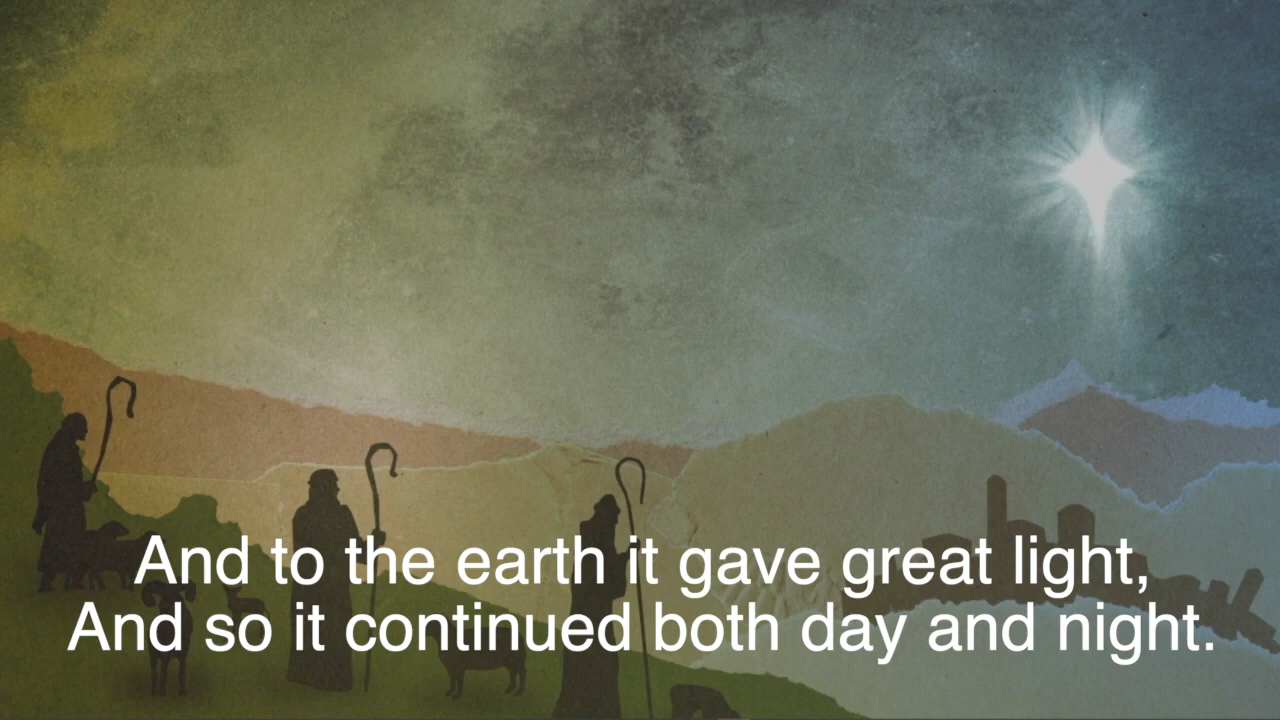 And to the earth it gave great light,
And so it continued both day and night.